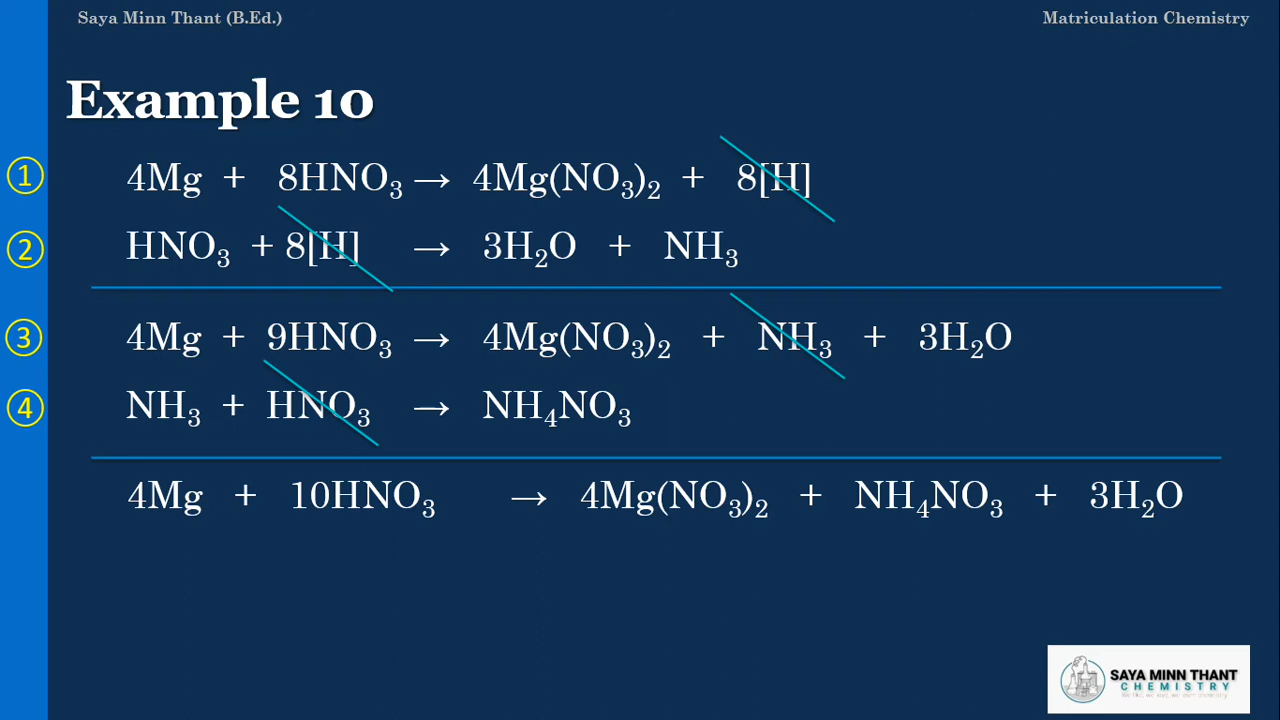 Saya Minn Thant (B.Ed.) Matriculation Chemistry
Example 10
① 4Mg + 8HNO₃ → 4Mg(NO₃)₂ + 8[H]
② HNO₃ + 8[H] → 3H₂O + NH₃
③ 4Mg + 9HNO₃ → 4Mg(NO₃)₂ + NH₃ + 3H₂O
④ NH₃ + HNO₃ → NH₄NO₃
4Mg + 10HNO₃ → 4Mg(NO₃)₂ + NH₄NO₃ + 3H₂O
SAYA MINN THANT
CHEMISTRY